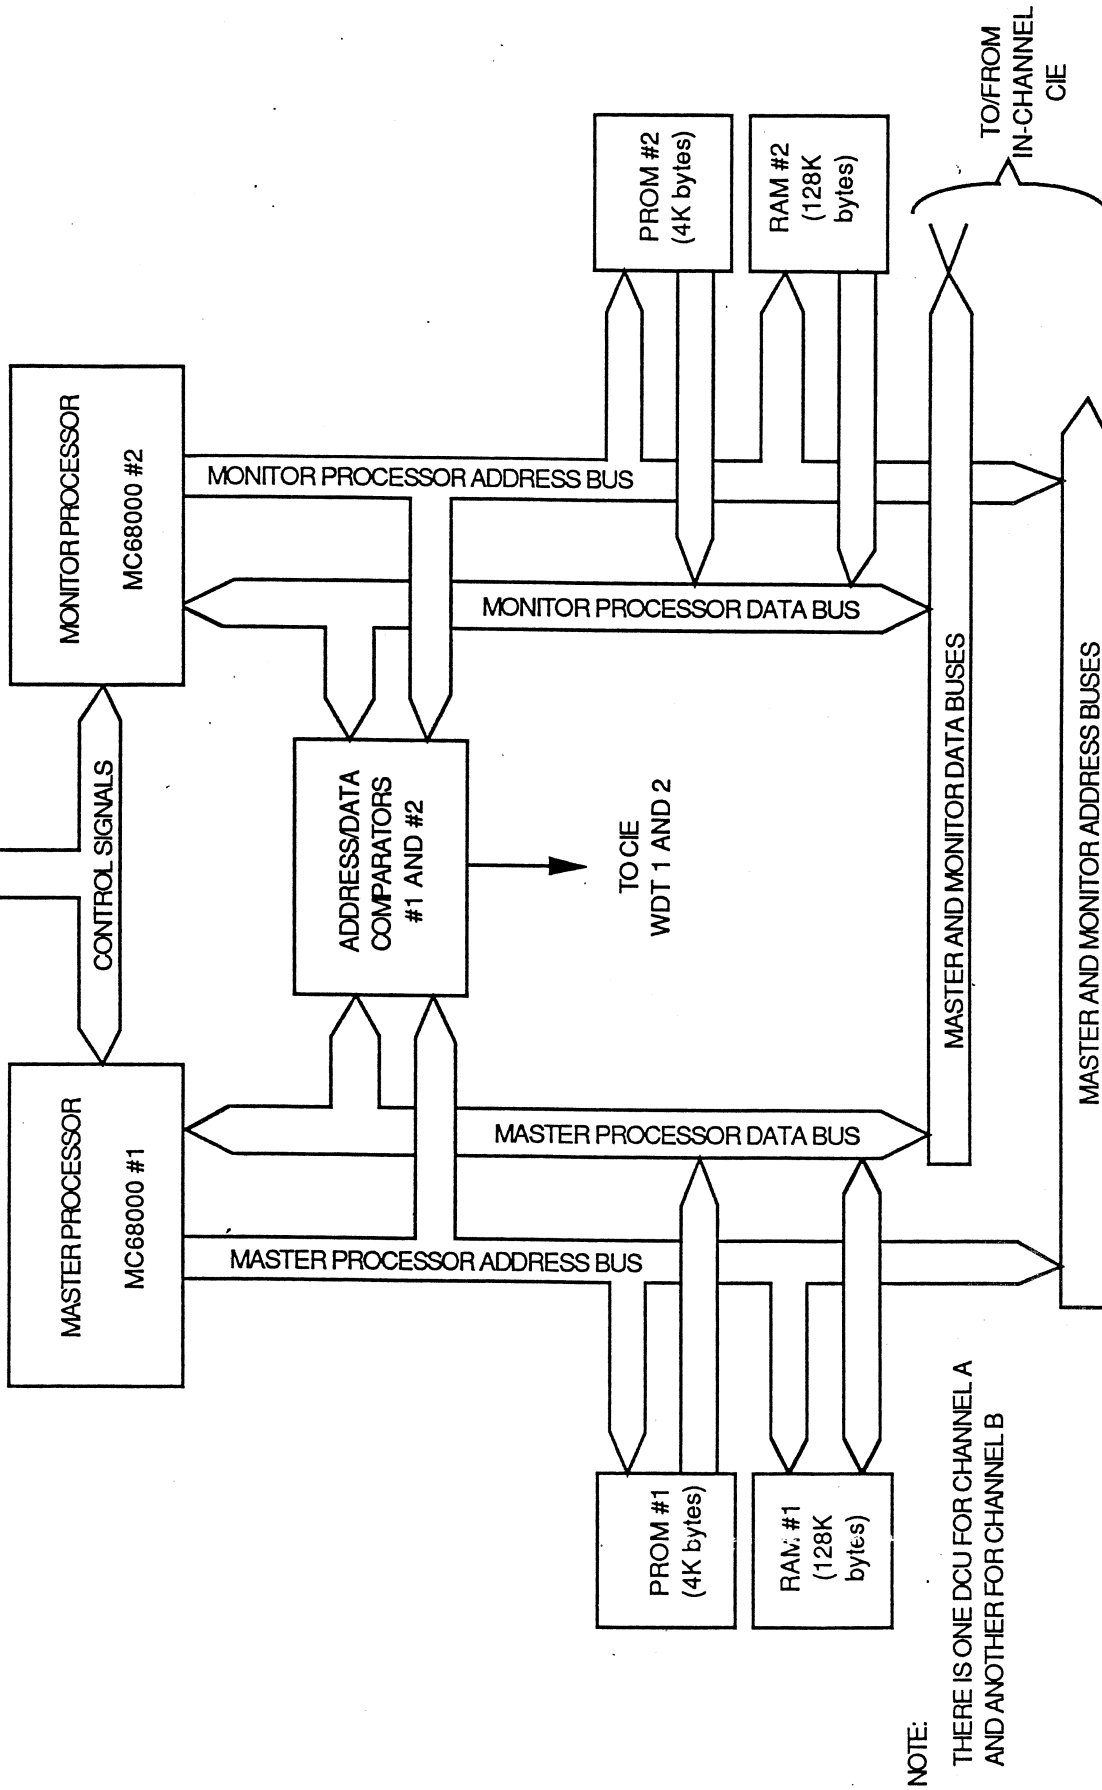 MASTER PROCESSOR
MC68000 #1
CONTROL SIGNALS
MONITOR PROCESSOR
MC68000 #2
MASTER PROCESSOR ADDRESS BUS
MASTER PROCESSOR DATA BUS
ADDRESS/DATA
COMPARATORS
#1 AND #2
MONITOR PROCESSOR DATA BUS
MONITOR PROCESSOR ADDRESS BUS
TO CIE
WDT 1 AND 2
PROM #1
(4K bytes)
PROM #2
(4K bytes)
RAM #1
(128K
bytes)
RAM #2
(128K
bytes)
MASTER AND MONITOR DATA BUSES
MASTER AND MONITOR ADDRESS BUSES
TO/FROM
IN-CHANNEL
CIE
NOTE:
THERE IS ONE DCU FOR CHANNEL A
AND ANOTHER FOR CHANNEL B